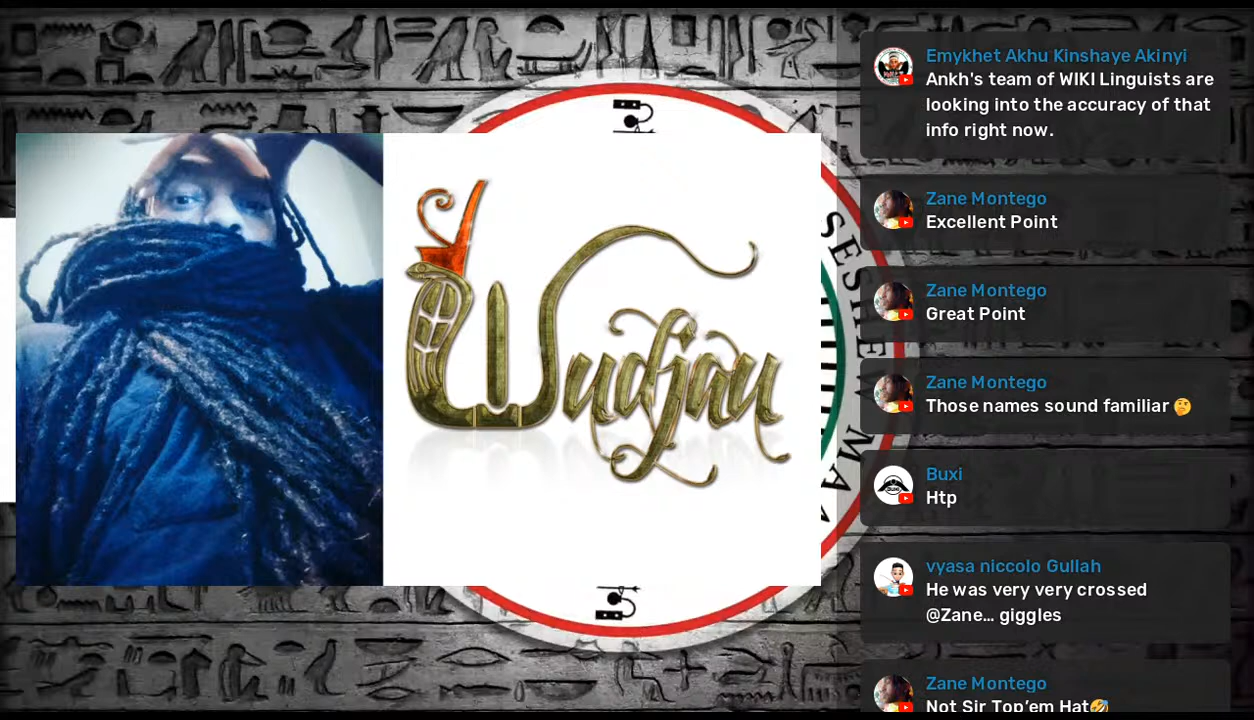 Wudjau
SESHEW MA
Emykhet Akhu Kinshaye Akinyi
Ankh's team of WIKI Linguists are
looking into the accuracy of that
info right now.
Zane Montego
Excellent Point
Zane Montego
Great Point
Zane Montego
Those names sound familiar 🤔
Buxi
Htp
vyasa niccolo Gullah
He was very very crossed
@Zane… giggles
Zane Montego
Not Sir Top'em Hat🤣